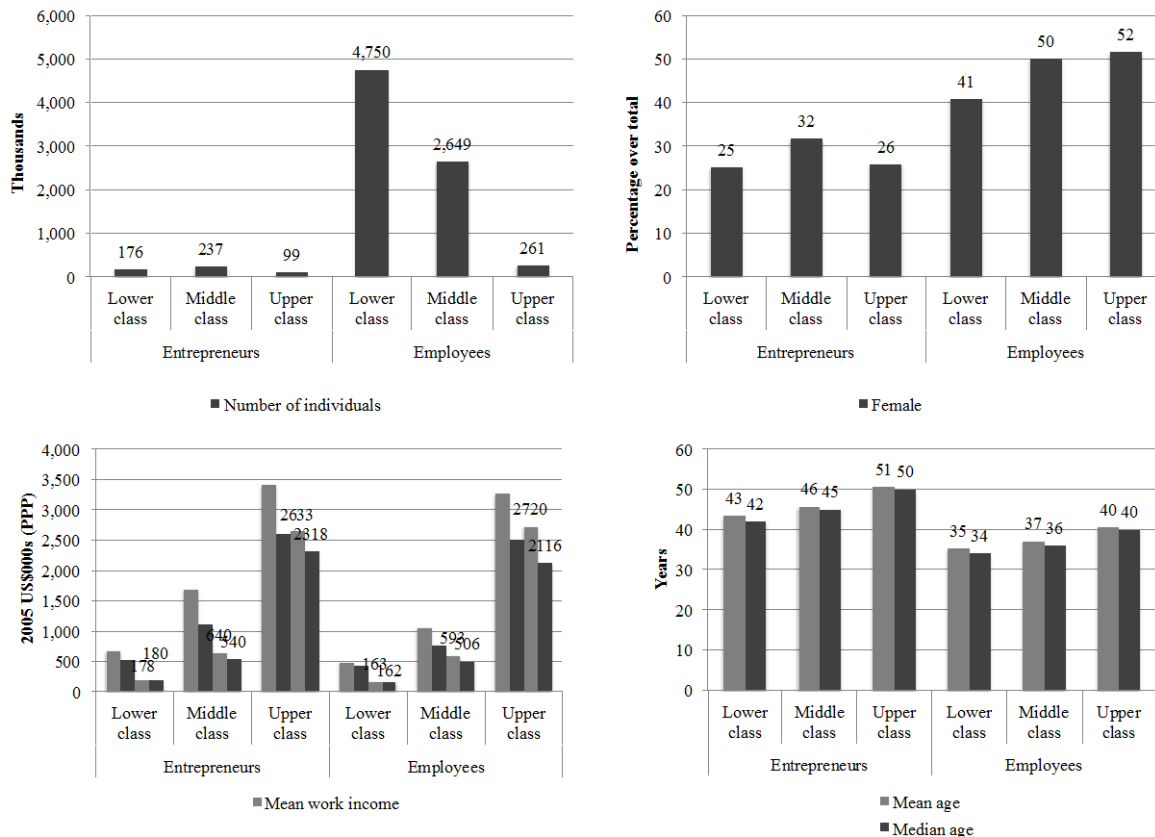 6,000
5,000
4,000
3,000
2,000
1,000
0
Thousands
176
237
99
4,750
2,649
261
Lower class
Middle class
Upper class
Lower class
Middle class
Upper class
Entrepreneurs
Employees
Number of individuals
60
50
40
30
20
10
0
Percentage over total
25
32
26
41
50
52
Lower class
Middle class
Upper class
Lower class
Middle class
Upper class
Entrepreneurs
Employees
Female
4,000
3,500
3,000
2,500
2,000
1,500
1,000
500
0
2005 US$000s (PPP)
178
180
640
540
2633
2318
163
162
593
506
2720
2116
Lower class
Middle class
Upper class
Lower class
Middle class
Upper class
Entrepreneurs
Employees
Mean work income
60
50
40
30
20
10
0
Years
43
42
46
45
51
50
35
34
37
36
40
40
Lower class
Middle class
Upper class
Lower class
Middle class
Upper class
Entrepreneurs
Employees
Mean age
Median age